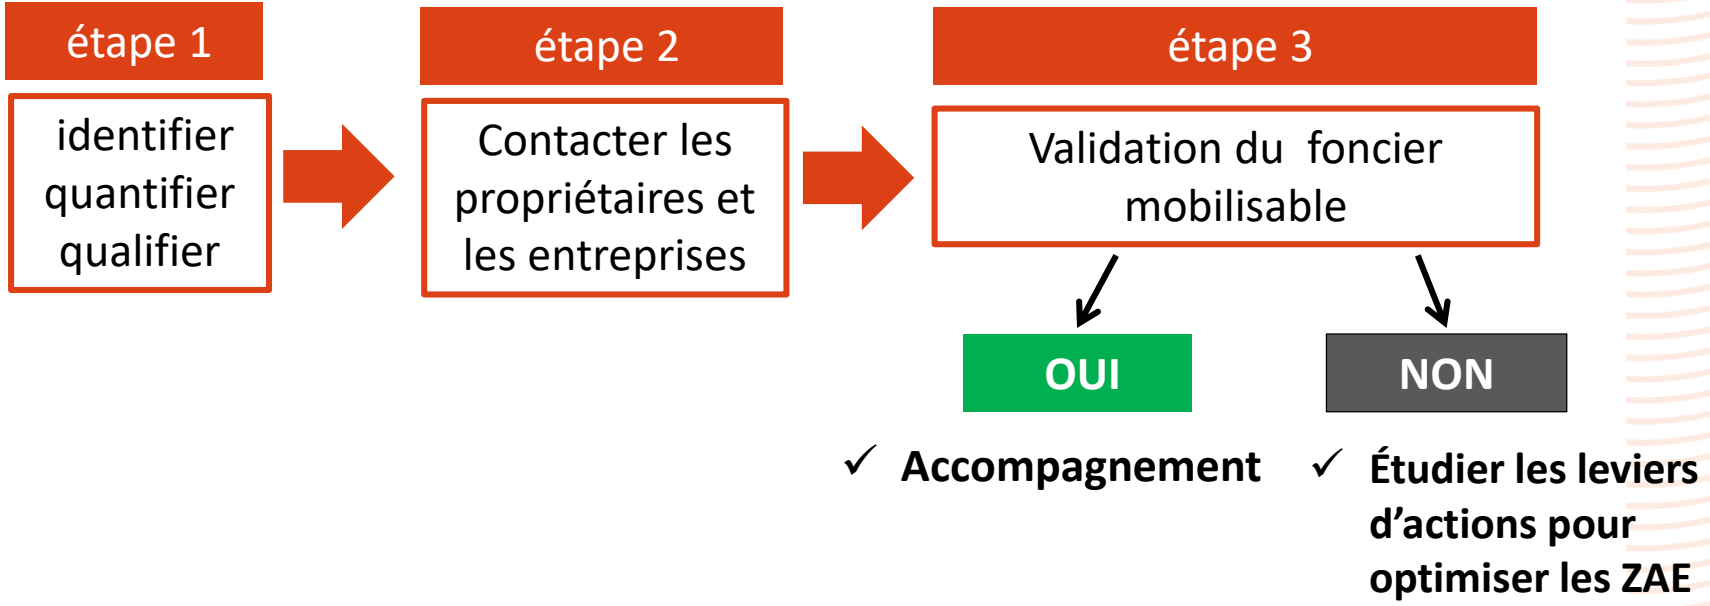 étape 1
identifier
quantifier
qualifier
étape 2
Contacter les
propriétaires et
les entreprises
étape 3
Validation du foncier
mobilisable
OUI
✓ Accompagnement
NON
✓ Étudier les leviers
d’actions pour
optimiser les ZAE